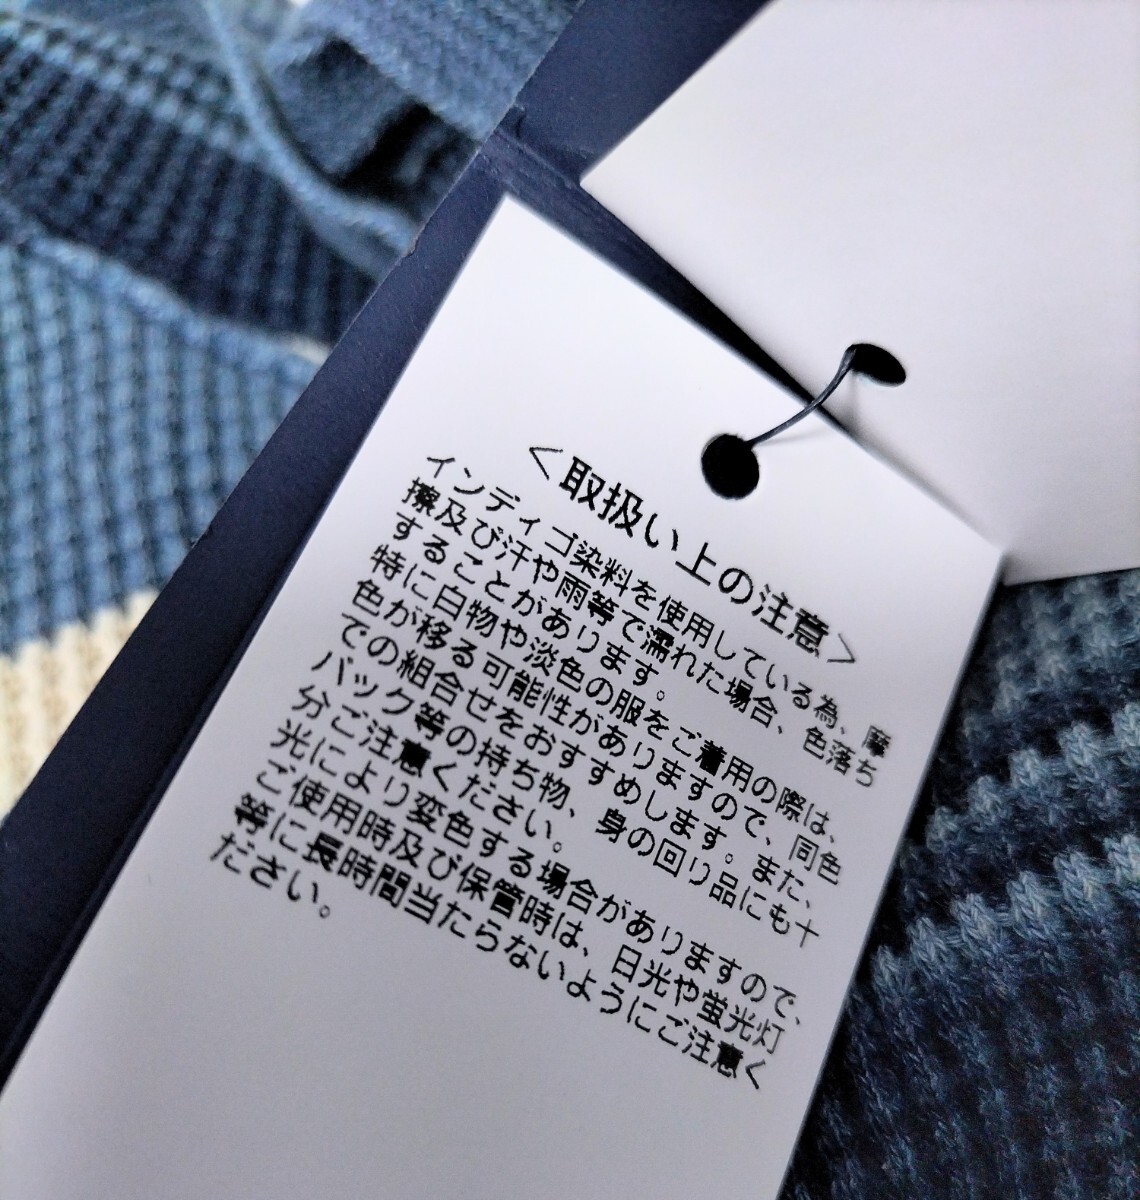 <取扱い上の注意>
インディゴ染料を使用している為、摩
擦及び汗や雨等で濡れた場合、色落ち
することがあります。
特に白物や淡色の服をご着用の際は、
色が移る可能性がありますので、同色
での組合せをおすすめします。また、
バック等の持ち物、身の回り品にも十
分ご注意ください。
光により変色する場合がありますので、
ご使用時及び保管時は、日光や蛍光灯
等に長時間当たらないようにご注意く
ださい。